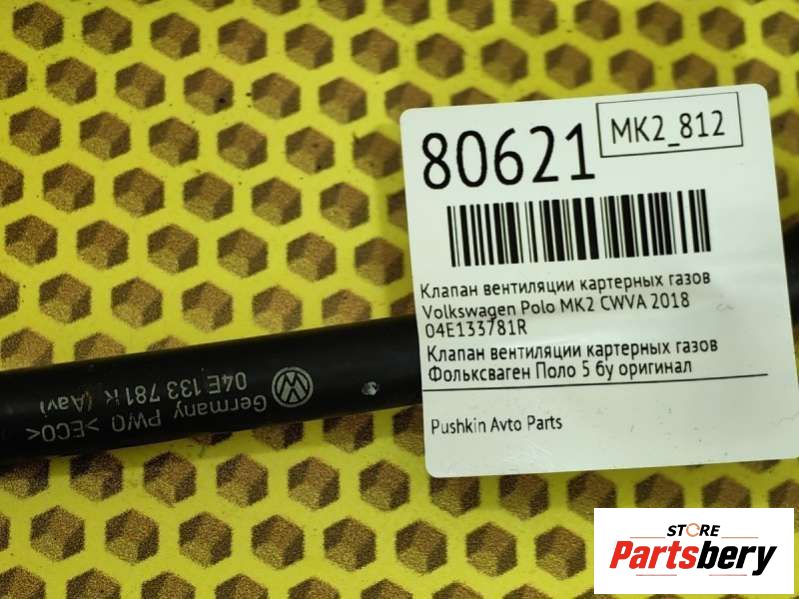 80621
MK2_812
Клапан вентиляции картерных газов
Volkswagen Polo MK2 CWVA 2018
04E133781R
Клапан вентиляции картерных газов
Фольксваген Поло 5 бу оригинал
Pushkin Avto Parts
04E 133 781 (Aav)
Germany PWO >ECO<
STORE
Partsbery